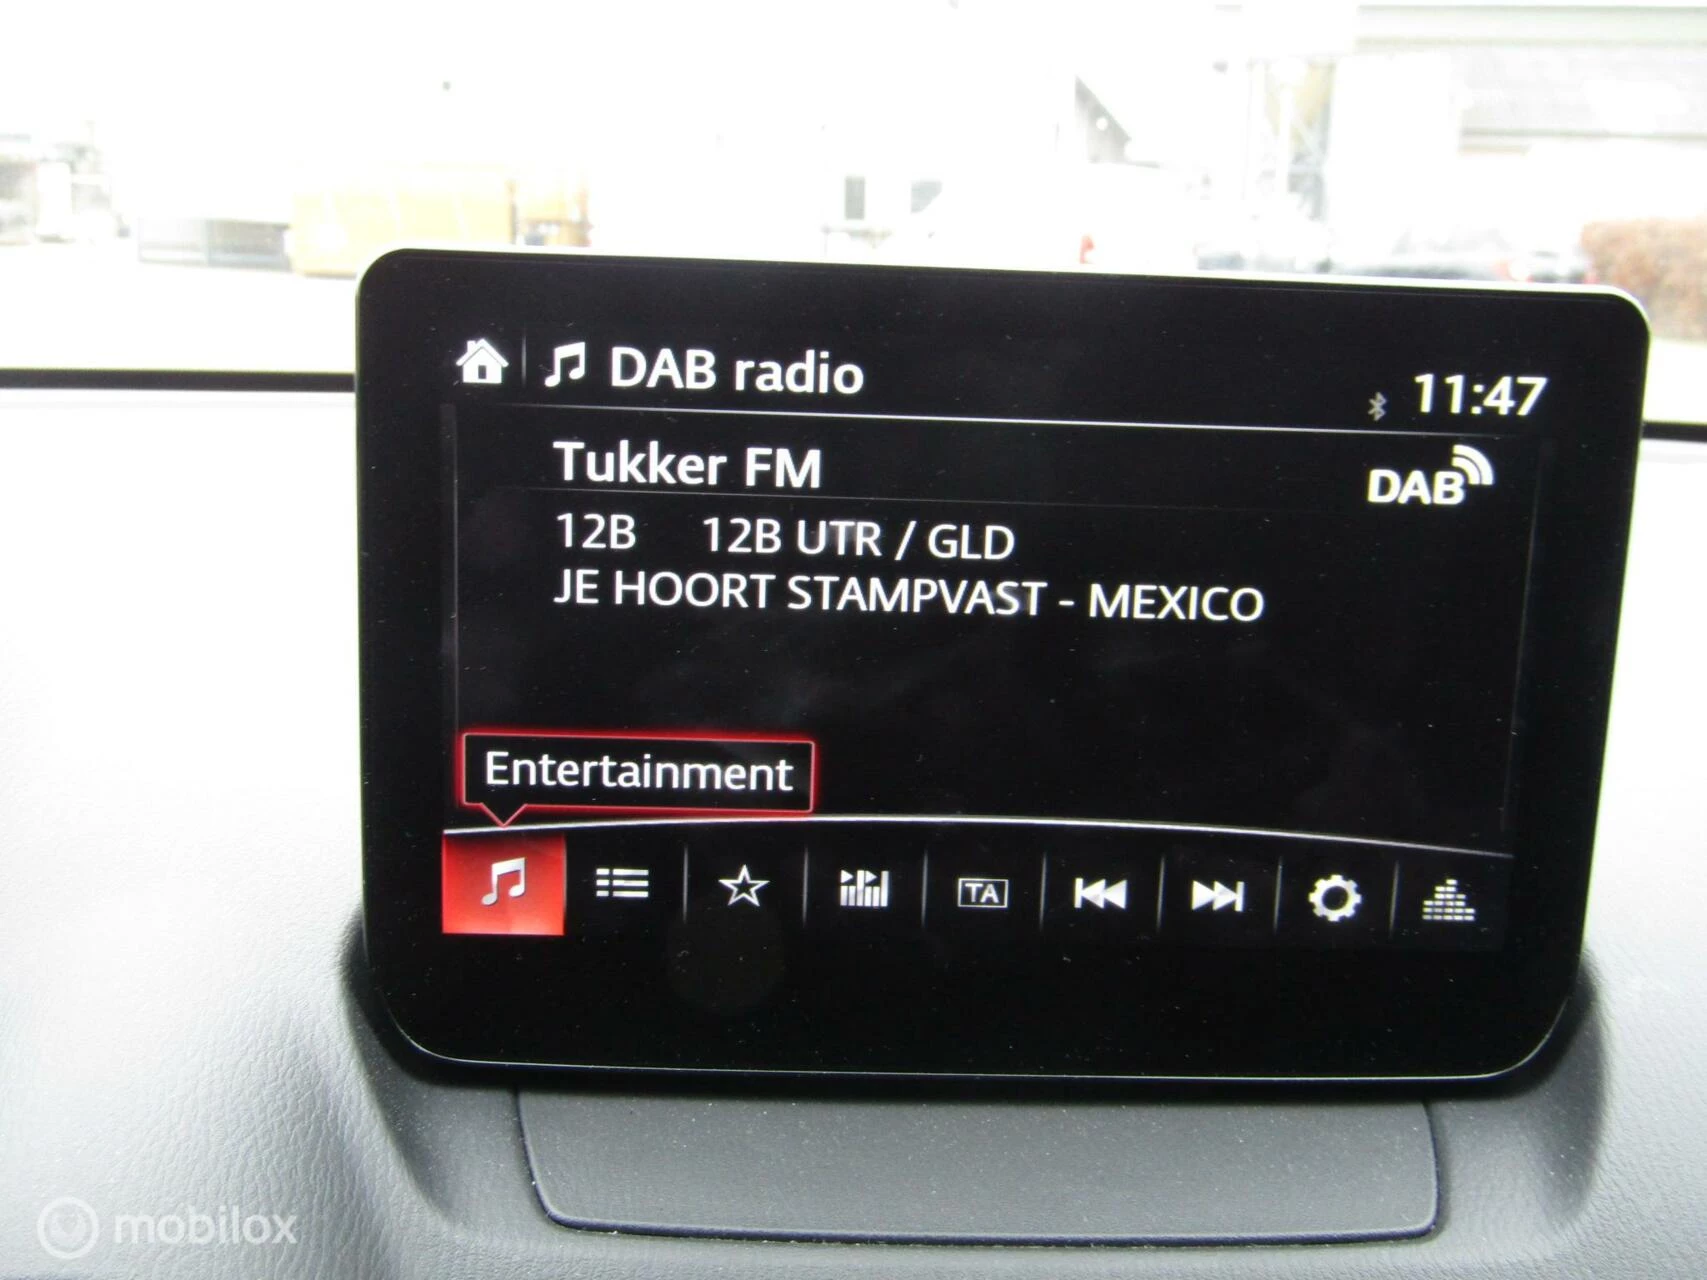 DAB radio
11:47
Tukker FM
DAB
12B 12B UTR / GLD
JE HOORT STAMPVAST - MEXICO
Entertainment
TA
mobilox